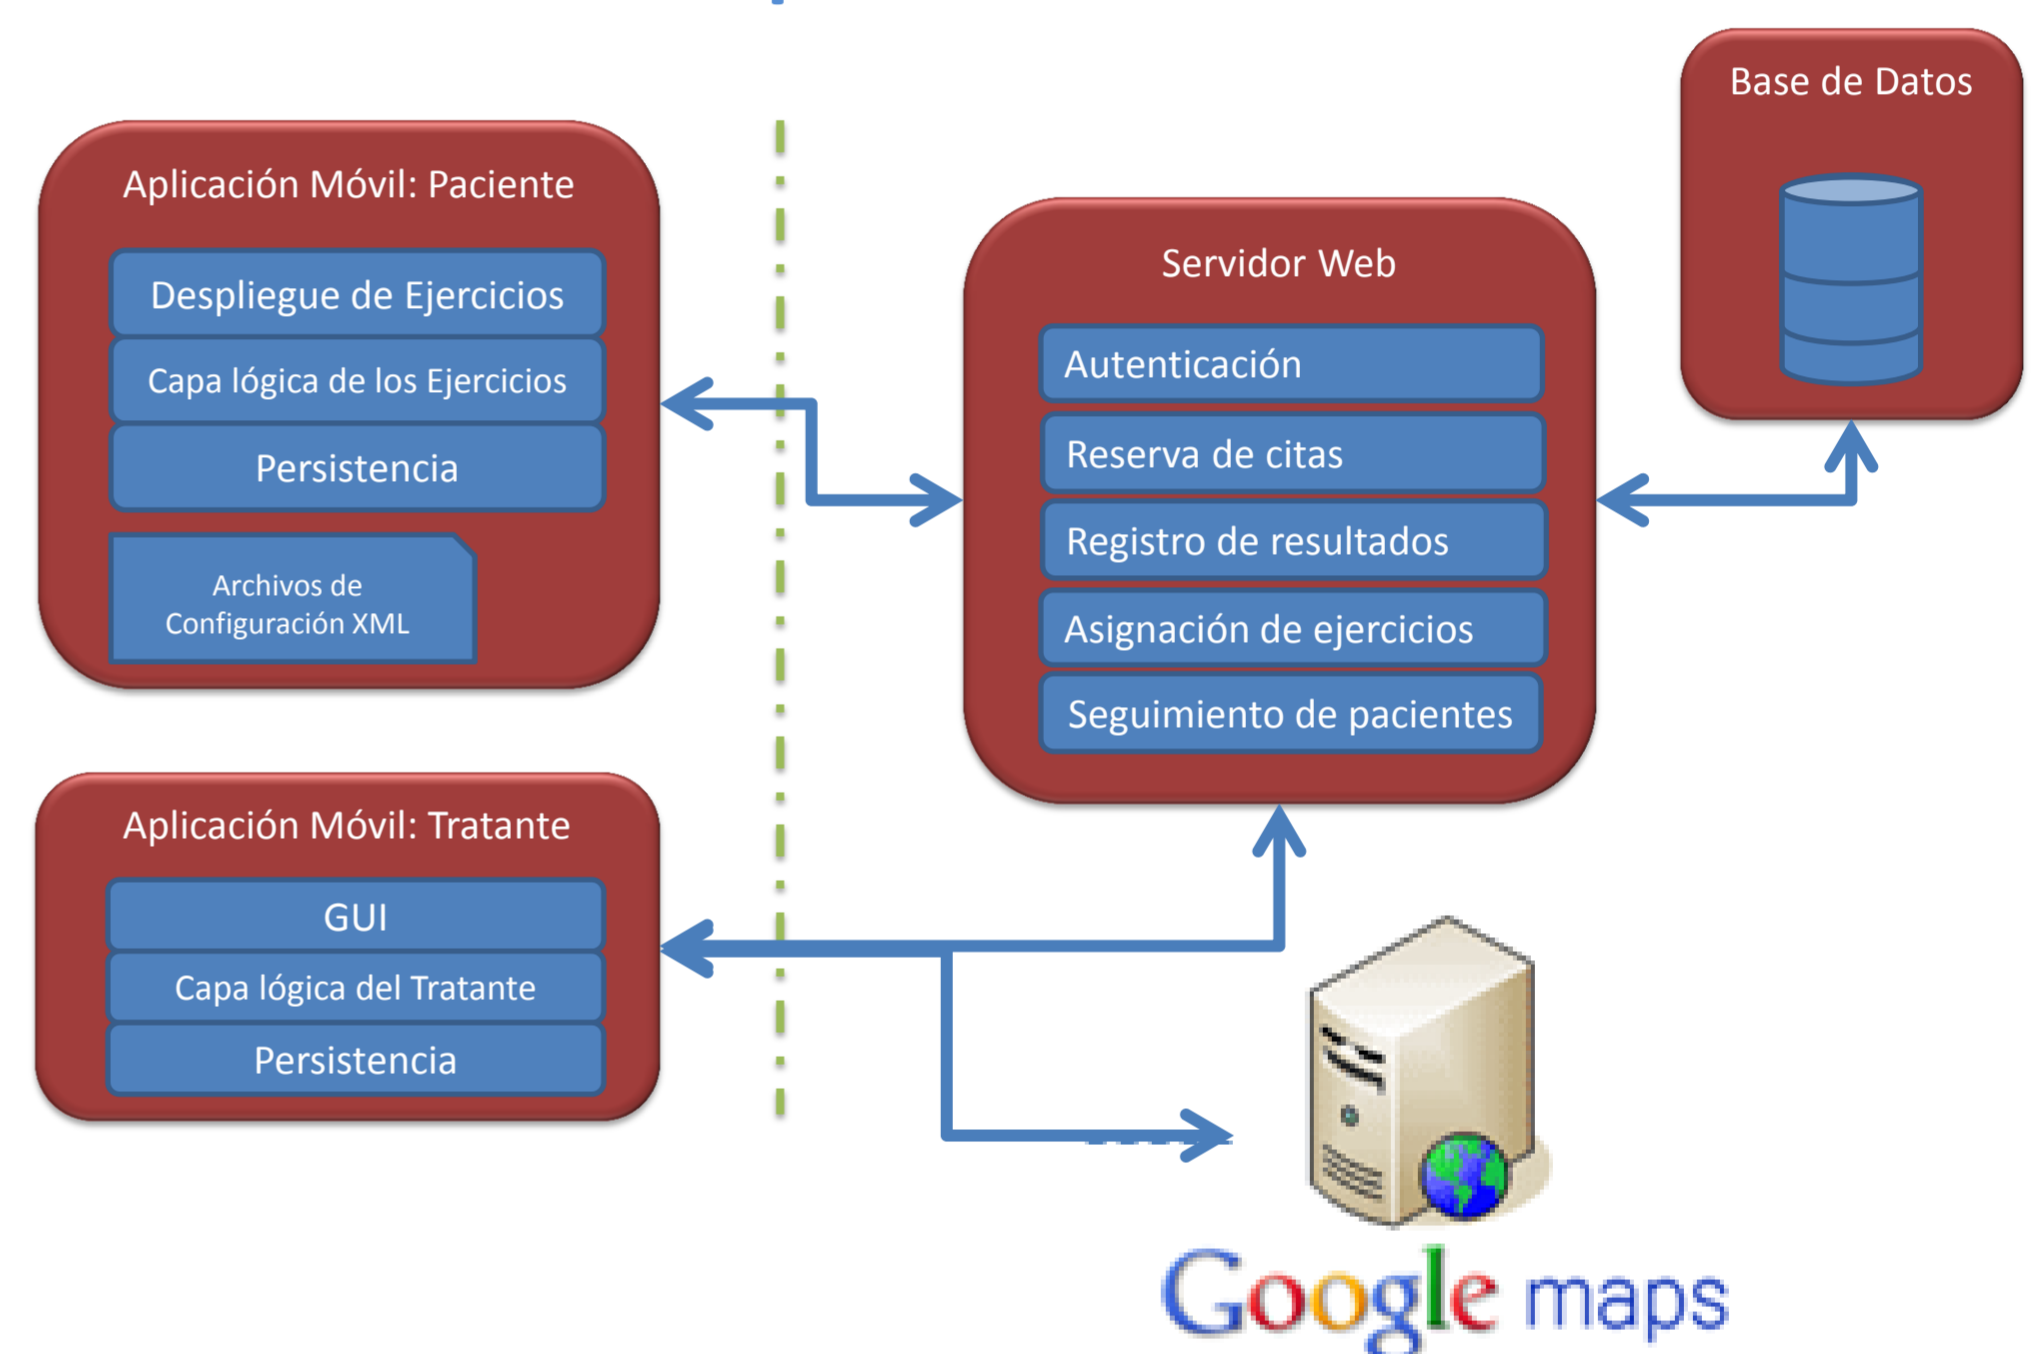 Aplicación Móvil: Paciente
Despliegue de Ejercicios
Capa lógica de los Ejercicios
Persistencia
Archivos de
Configuración XML
Aplicación Móvil: Tratante
GUI
Capa lógica del Tratante
Persistencia
Servidor Web
Autenticación
Reserva de citas
Registro de resultados
Asignación de ejercicios
Seguimiento de pacientes
Base de Datos
Google maps